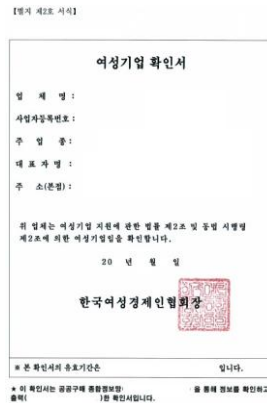 【별지 제2호 서식】
여성기업 확인서
업 체 명 :
사업자등록번호 :
주 업 종 :
대 표 자 명 :
주 소(본점) :
위 업체는 여성기업 지원에 관한 법률 제2조 및 동법 시행령
제2조에 의한 여성기업임을 확인합니다.
20 년 월 일
한국여성경제인협회장
※ 본 확인서의 유효기간은 입니다.
★ 이 확인서는 공공구매 종합정보망( 을 통해 정보를 확인하고
출력( )한 확인서입니다.